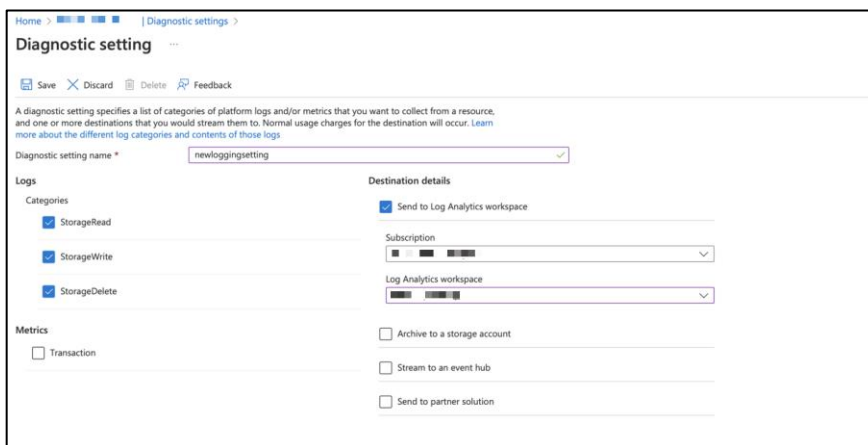 Home > | Diagnostic settings >
Diagnostic setting ...
Save Discard Delete Feedback
A diagnostic setting specifies a list of categories of platform logs and/or metrics that you want to collect from a resource,
and one or more destinations that you would stream them to. Normal usage charges for the destination will occur. Learn
more about the different log categories and contents of those logs
Diagnostic setting name * newloggingsetting
Logs
Categories
StorageRead
StorageWrite
StorageDelete
Metrics
Transaction
Destination details
Send to Log Analytics workspace
Subscription
Log Analytics workspace
Archive to a storage account
Stream to an event hub
Send to partner solution